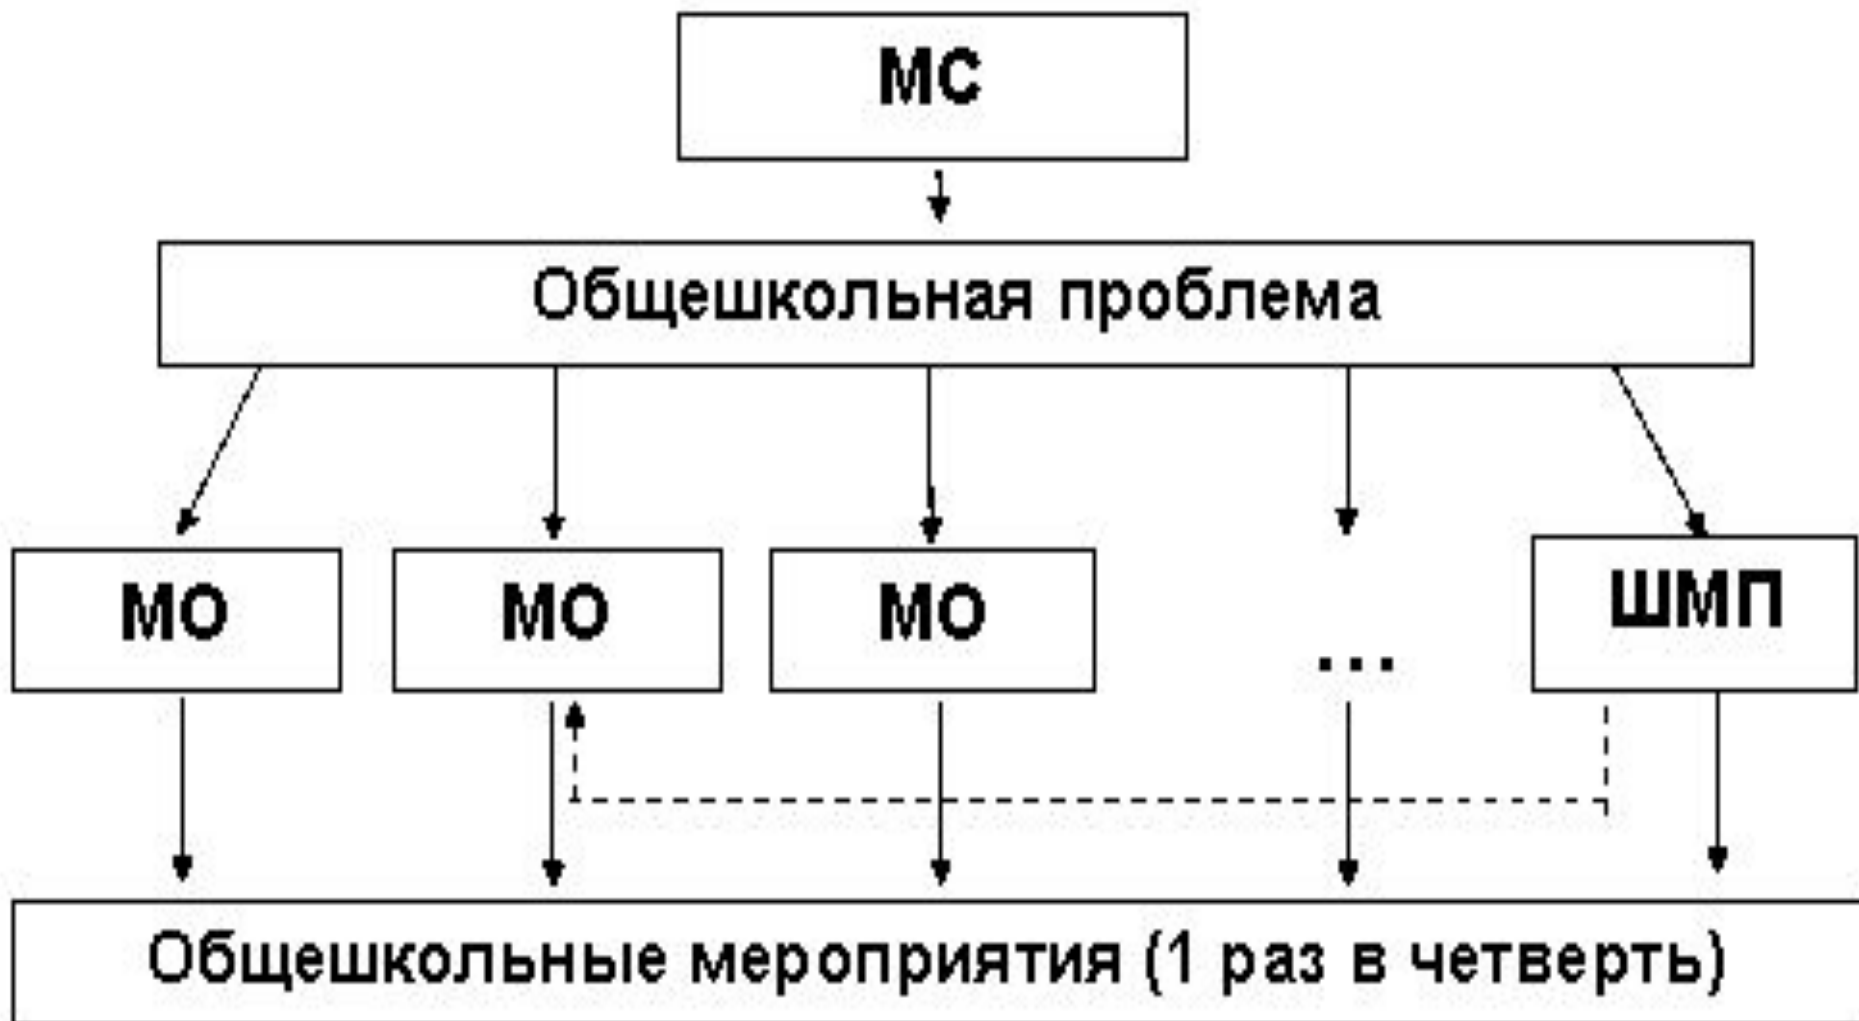 МС
Общешкольная проблема
МО
МО
МО
...
ШМП
Общешкольные мероприятия (1 раз в четверть)